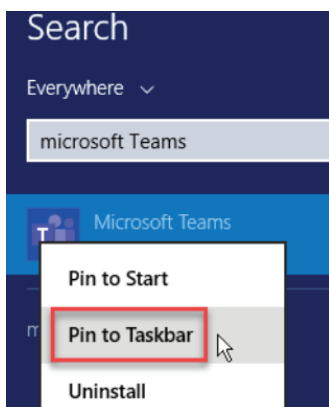 Search
Everywhere
microsoft Teams
T
Microsoft Teams
Pin to Start
m
Pin to Taskbar
Uninstall